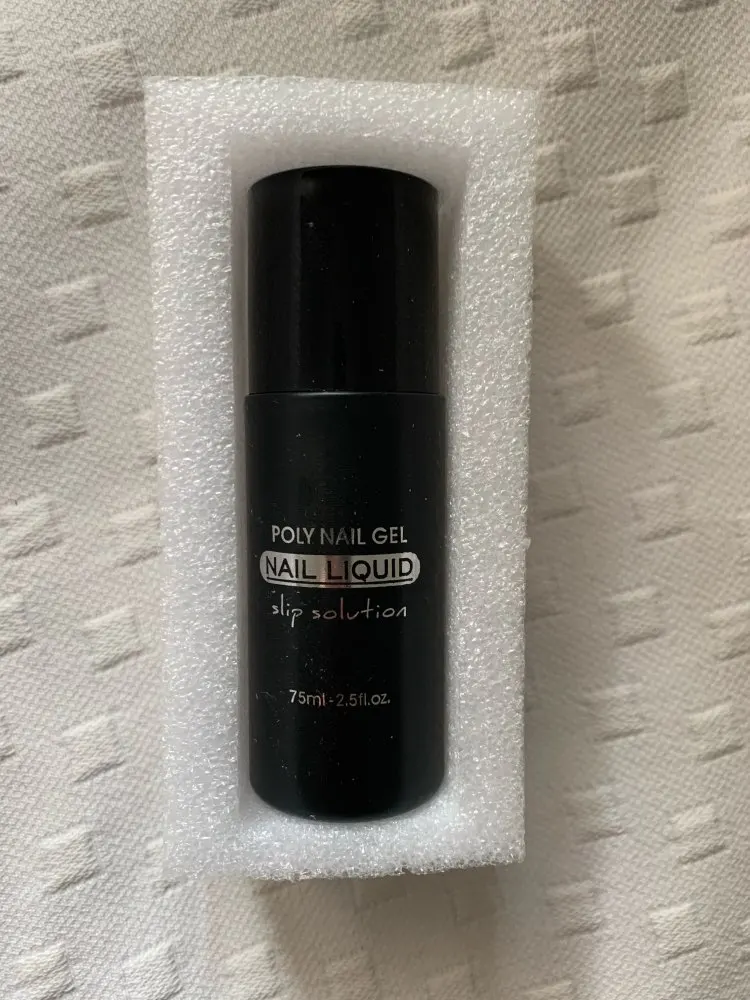 POLY NAIL GEL
NAIL LIQUID
slip solution
75ml-2.5fl.oz.